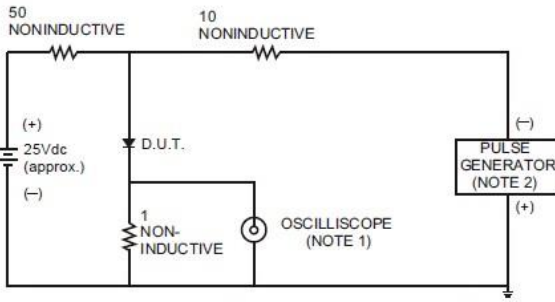 50
NONINDUCTIVE
10
NONINDUCTIVE
(+)
25Vdc
(approx.)
(—)
D.U.T.
1
NON-
INDUCTIVE
OSCILLISCOPE
(NOTE 1)
(—)
PULSE
GENERATOR
(NOTE 2)
(+)